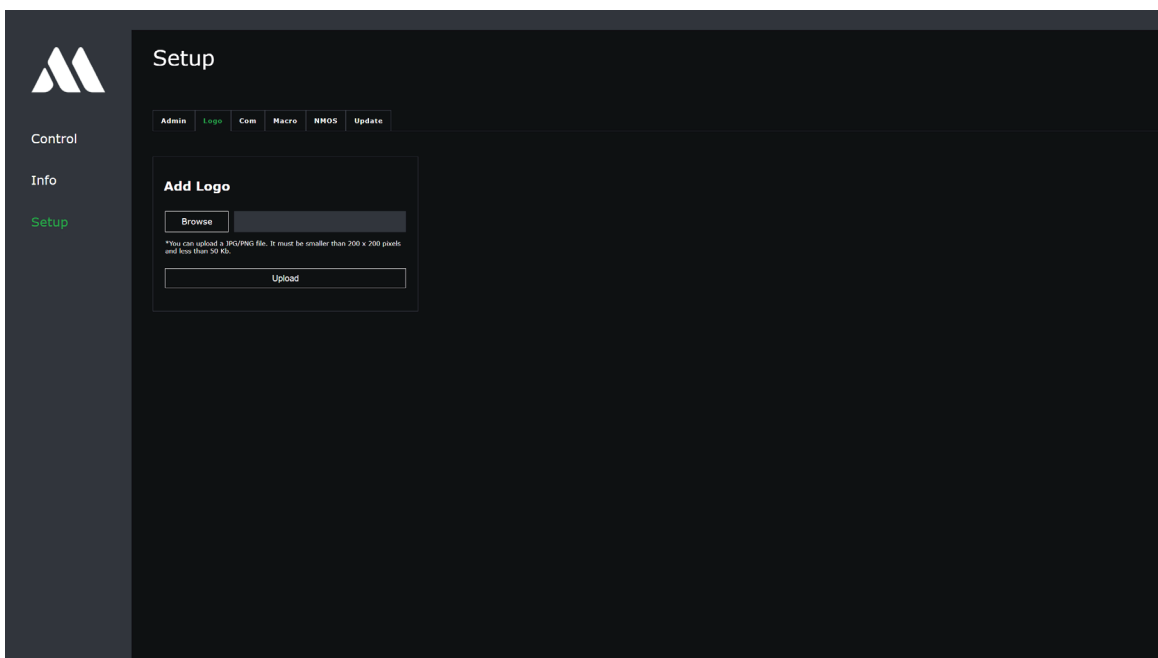 Setup
Control
Info
Setup
Admin Logo Com Macro NMOS Update
Add Logo
Browse
*You can upload a JPG/PNG file. It must be smaller than 200 x 200 pixels
and less than 50 Kb.
Upload